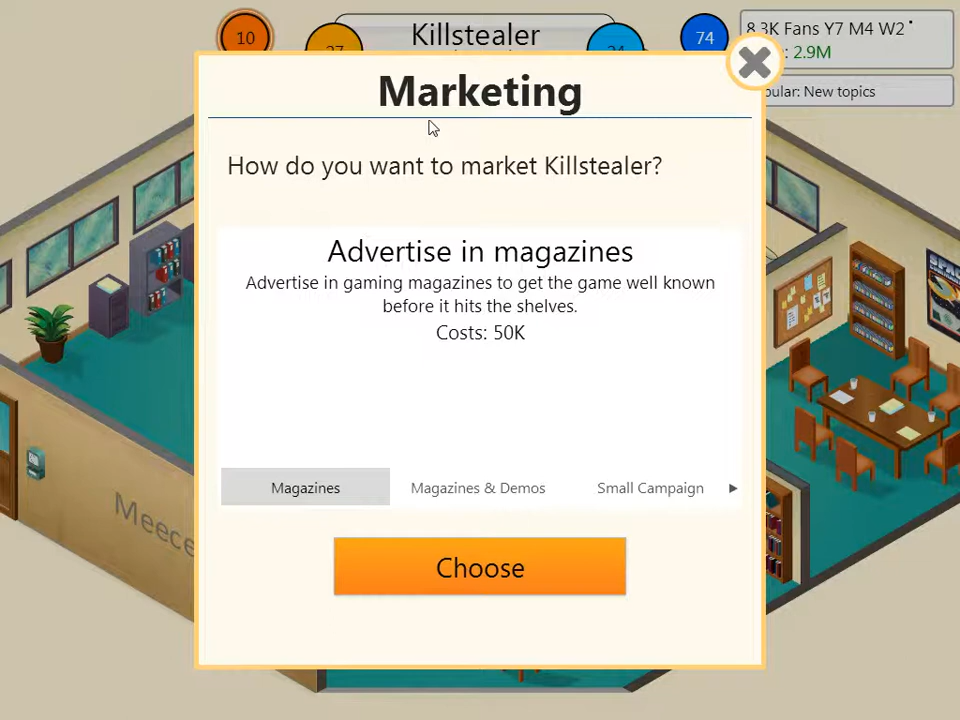 10
Killstealer
74
8.3K Fans Y7 M4 W2
2.9M
Marketing
New topics
How do you want to market Killstealer?
Advertise in magazines
Advertise in gaming magazines to get the game well known
before it hits the shelves.
Costs: 50K
Magazines
Magazines & Demos
Small Campaign
Choose
SPACE